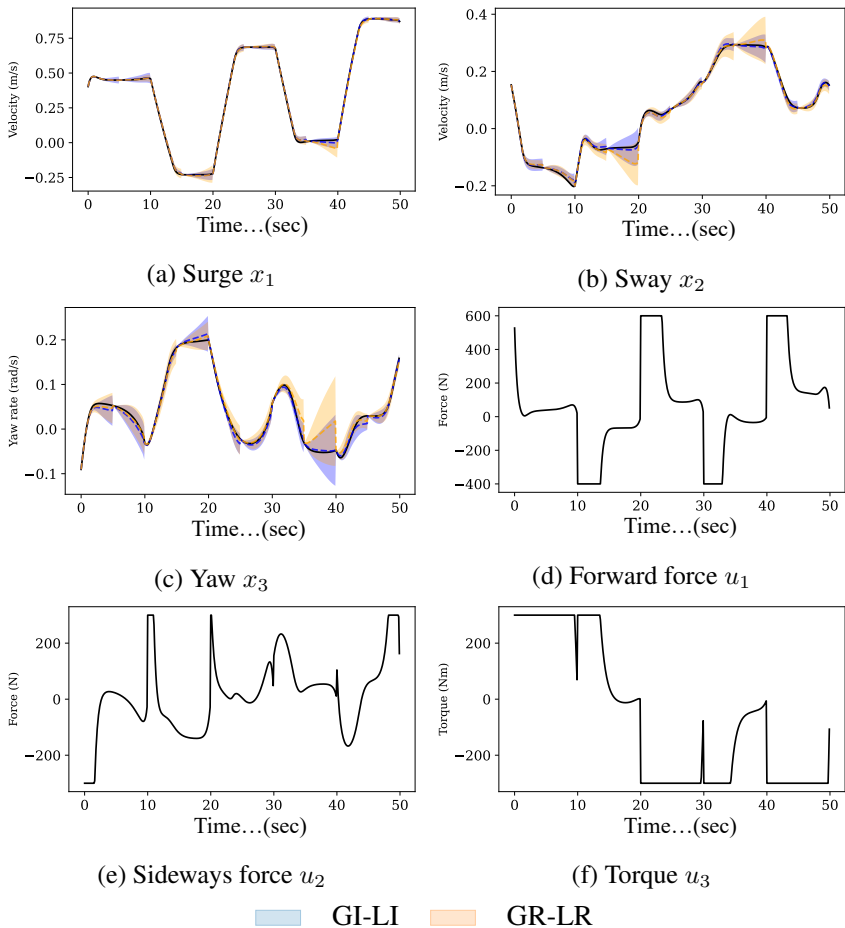 0.75
0.50
0.25
0.00
−0.25
Velocity (m/s)
0 10 20 30 40 50
Time…(sec)
(a) Surge x1
0.4
0.2
0.0
−0.2
Velocity (m/s)
0 10 20 30 40 50
Time…(sec)
(b) Sway x2
0.2
0.1
0.0
−0.1
Yaw rate (rad/s)
0 10 20 30 40 50
Time…(sec)
(c) Yaw x3
600
400
200
0
−200
−400
Force (N)
0 10 20 30 40 50
Time…(sec)
(d) Forward force u1
200
0
−200
Force (N)
0 10 20 30 40 50
Time…(sec)
(e) Sideways force u2
200
0
−200
Torque (Nm)
0 10 20 30 40 50
Time…(sec)
(f) Torque u3
GI-LI GR-LR